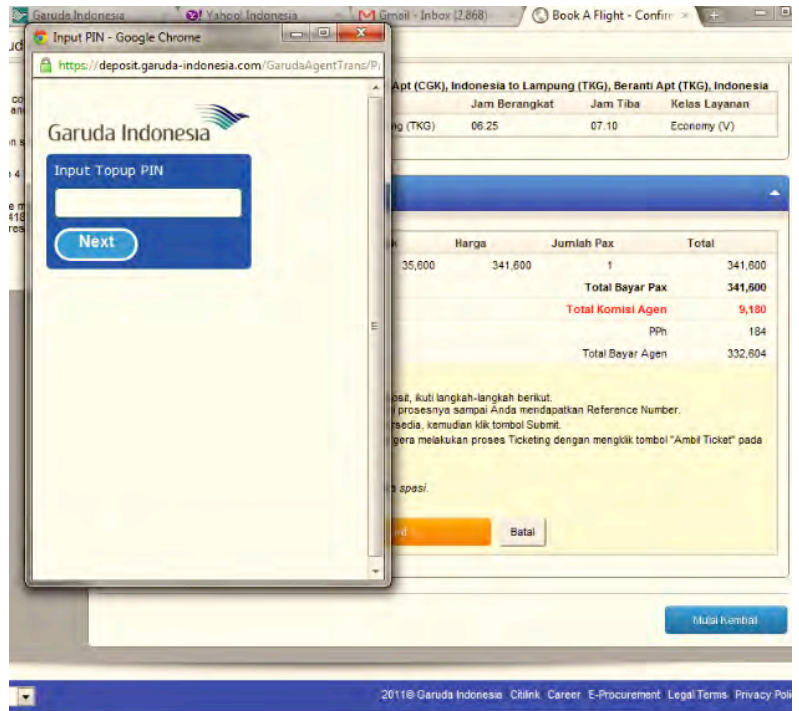 Garuda Indonesia
Yahoo! Indonesia
Gmail - Inbox (2.868)
Book A Flight - Confirm
Input PIN - Google Chrome
https://deposit.garuda-indonesia.com/GarudaAgentTrans/
Garuda Indonesia
Input Topup PIN
Next
Apt (CGK), Indonesia to Lampung (TKG), Beranti Apt (TKG), Indonesia
Jam Berangkat Jam Tiba Kelas Layanan
(TKG) 06.25 07.10 Economy (V)
Harga Jumlah Pax Total
35,600 341,600 1 341,600
Total Bayar Pax 341,600
Total Komisi Agen 9,180
PPh 184
Total Bayar Agen 332,604
ikuti langkah-langkah berikut.
prosesnya sampai Anda mendapatkan Reference Number.
kemudian klik tombol Submit.
melakukan proses Ticketing dengan mengklik tombol "Ambil Ticket" pada
spasi.
Batal
Mulai Kembali
2011© Garuda Indonesia Citilink Career E-Procurement Legal Terms Privacy